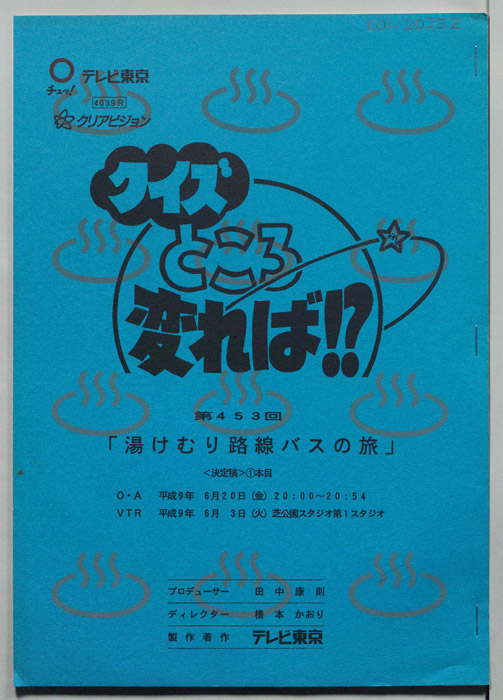 E01-20252
テレビ東京
チュッ!
4039R
クリアビジョン
クイズ
ところ
変れば!?
第453回
「湯けむり路線バスの旅」
<決定稿>①本目
O・A 平成9年 6月20日(金)20:00〜20:54
VTR 平成9年 6月 3日(火)芝公園スタジオ第1スタジオ
プロデューサー 田中康則
ディレクター 橋本かおり
製作著作 テレビ東京